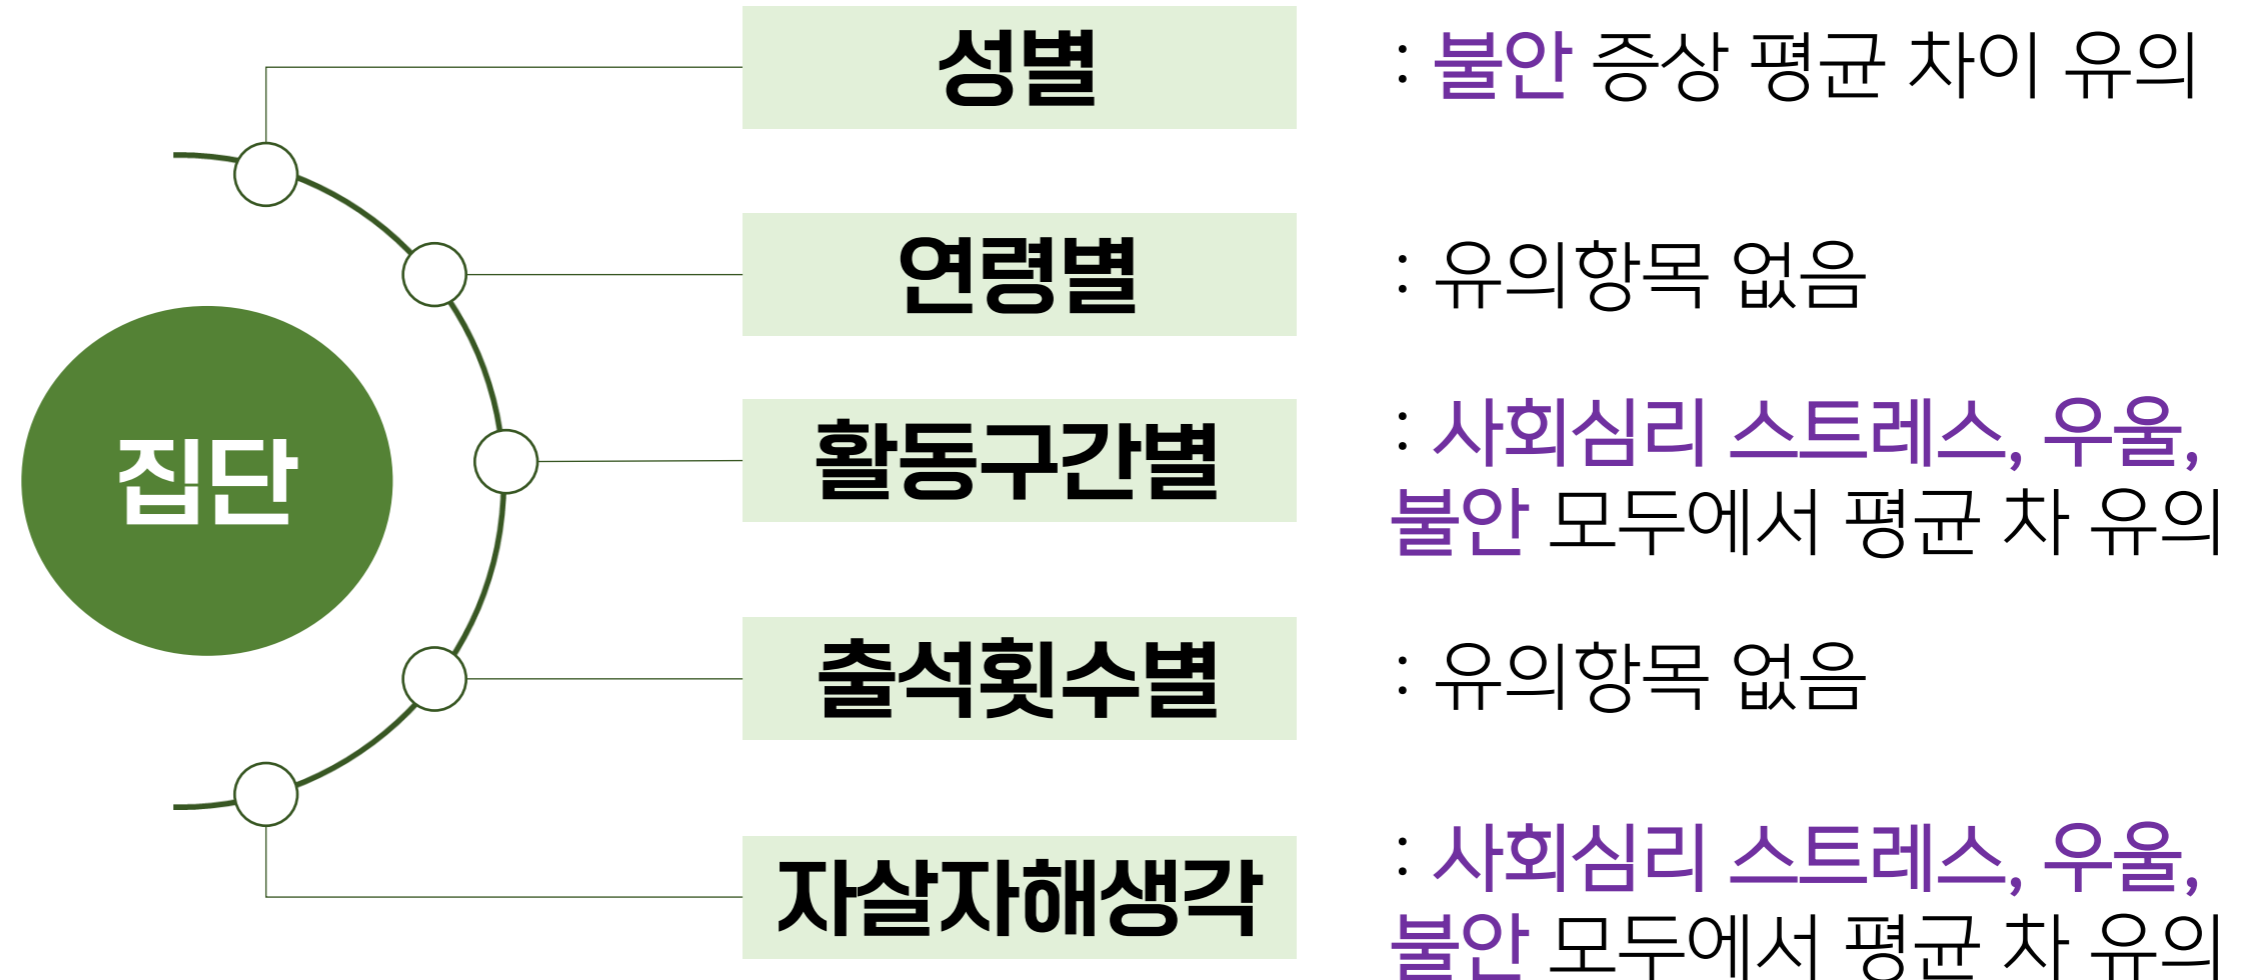 집단
성별
: 불안 증상 평균 차이 유의
연령별
: 유의항목 없음
활동구간별
: 사회심리 스트레스, 우울,
불안 모두에서 평균 차 유의
출석횟수별
: 유의항목 없음
자살자해생각
: 사회심리 스트레스, 우울,
불안 모두에서 평균 차 유의